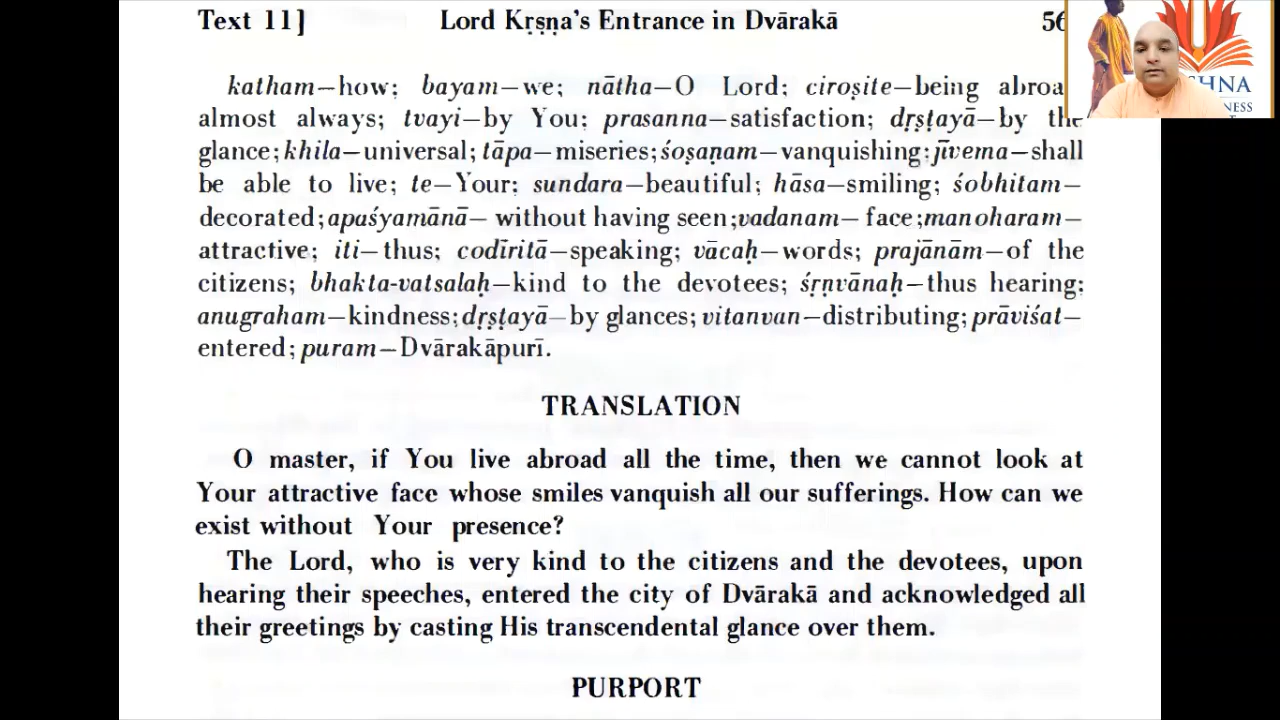 Text 11] Lord Kṛṣṇa's Entrance in Dvārakā 56
katham—how; bayam—we; nātha—O Lord; ciroṣite—being abroa
almost always; tvayi—by You; prasanna—satisfaction; dṛṣṭayā—by the
glance; khila—universal; tāpa—miseries; śoṣaṇam—vanquishing; jīvema—shall
be able to live; te—Your; sundara—beautiful; hāsa—smiling; śobhitam—
decorated; apaśyamānā— without having seen; vadanam— face; manoharam—
attractive; iti—thus; codīritā—speaking; vācaḥ—words; prajānām—of the
citizens; bhakta-vatsalaḥ—kind to the devotees; śṛṇvānaḥ—thus hearing;
anugraham—kindness; dṛṣṭayā—by glances; vitanvan—distributing; prāviśat—
entered; puram—Dvārakāpurī.
TRANSLATION
O master, if You live abroad all the time, then we cannot look at
Your attractive face whose smiles vanquish all our sufferings. How can we
exist without Your presence?
The Lord, who is very kind to the citizens and the devotees, upon
hearing their speeches, entered the city of Dvārakā and acknowledged all
their greetings by casting His transcendental glance over them.
PURPORT
SHNA
NESS